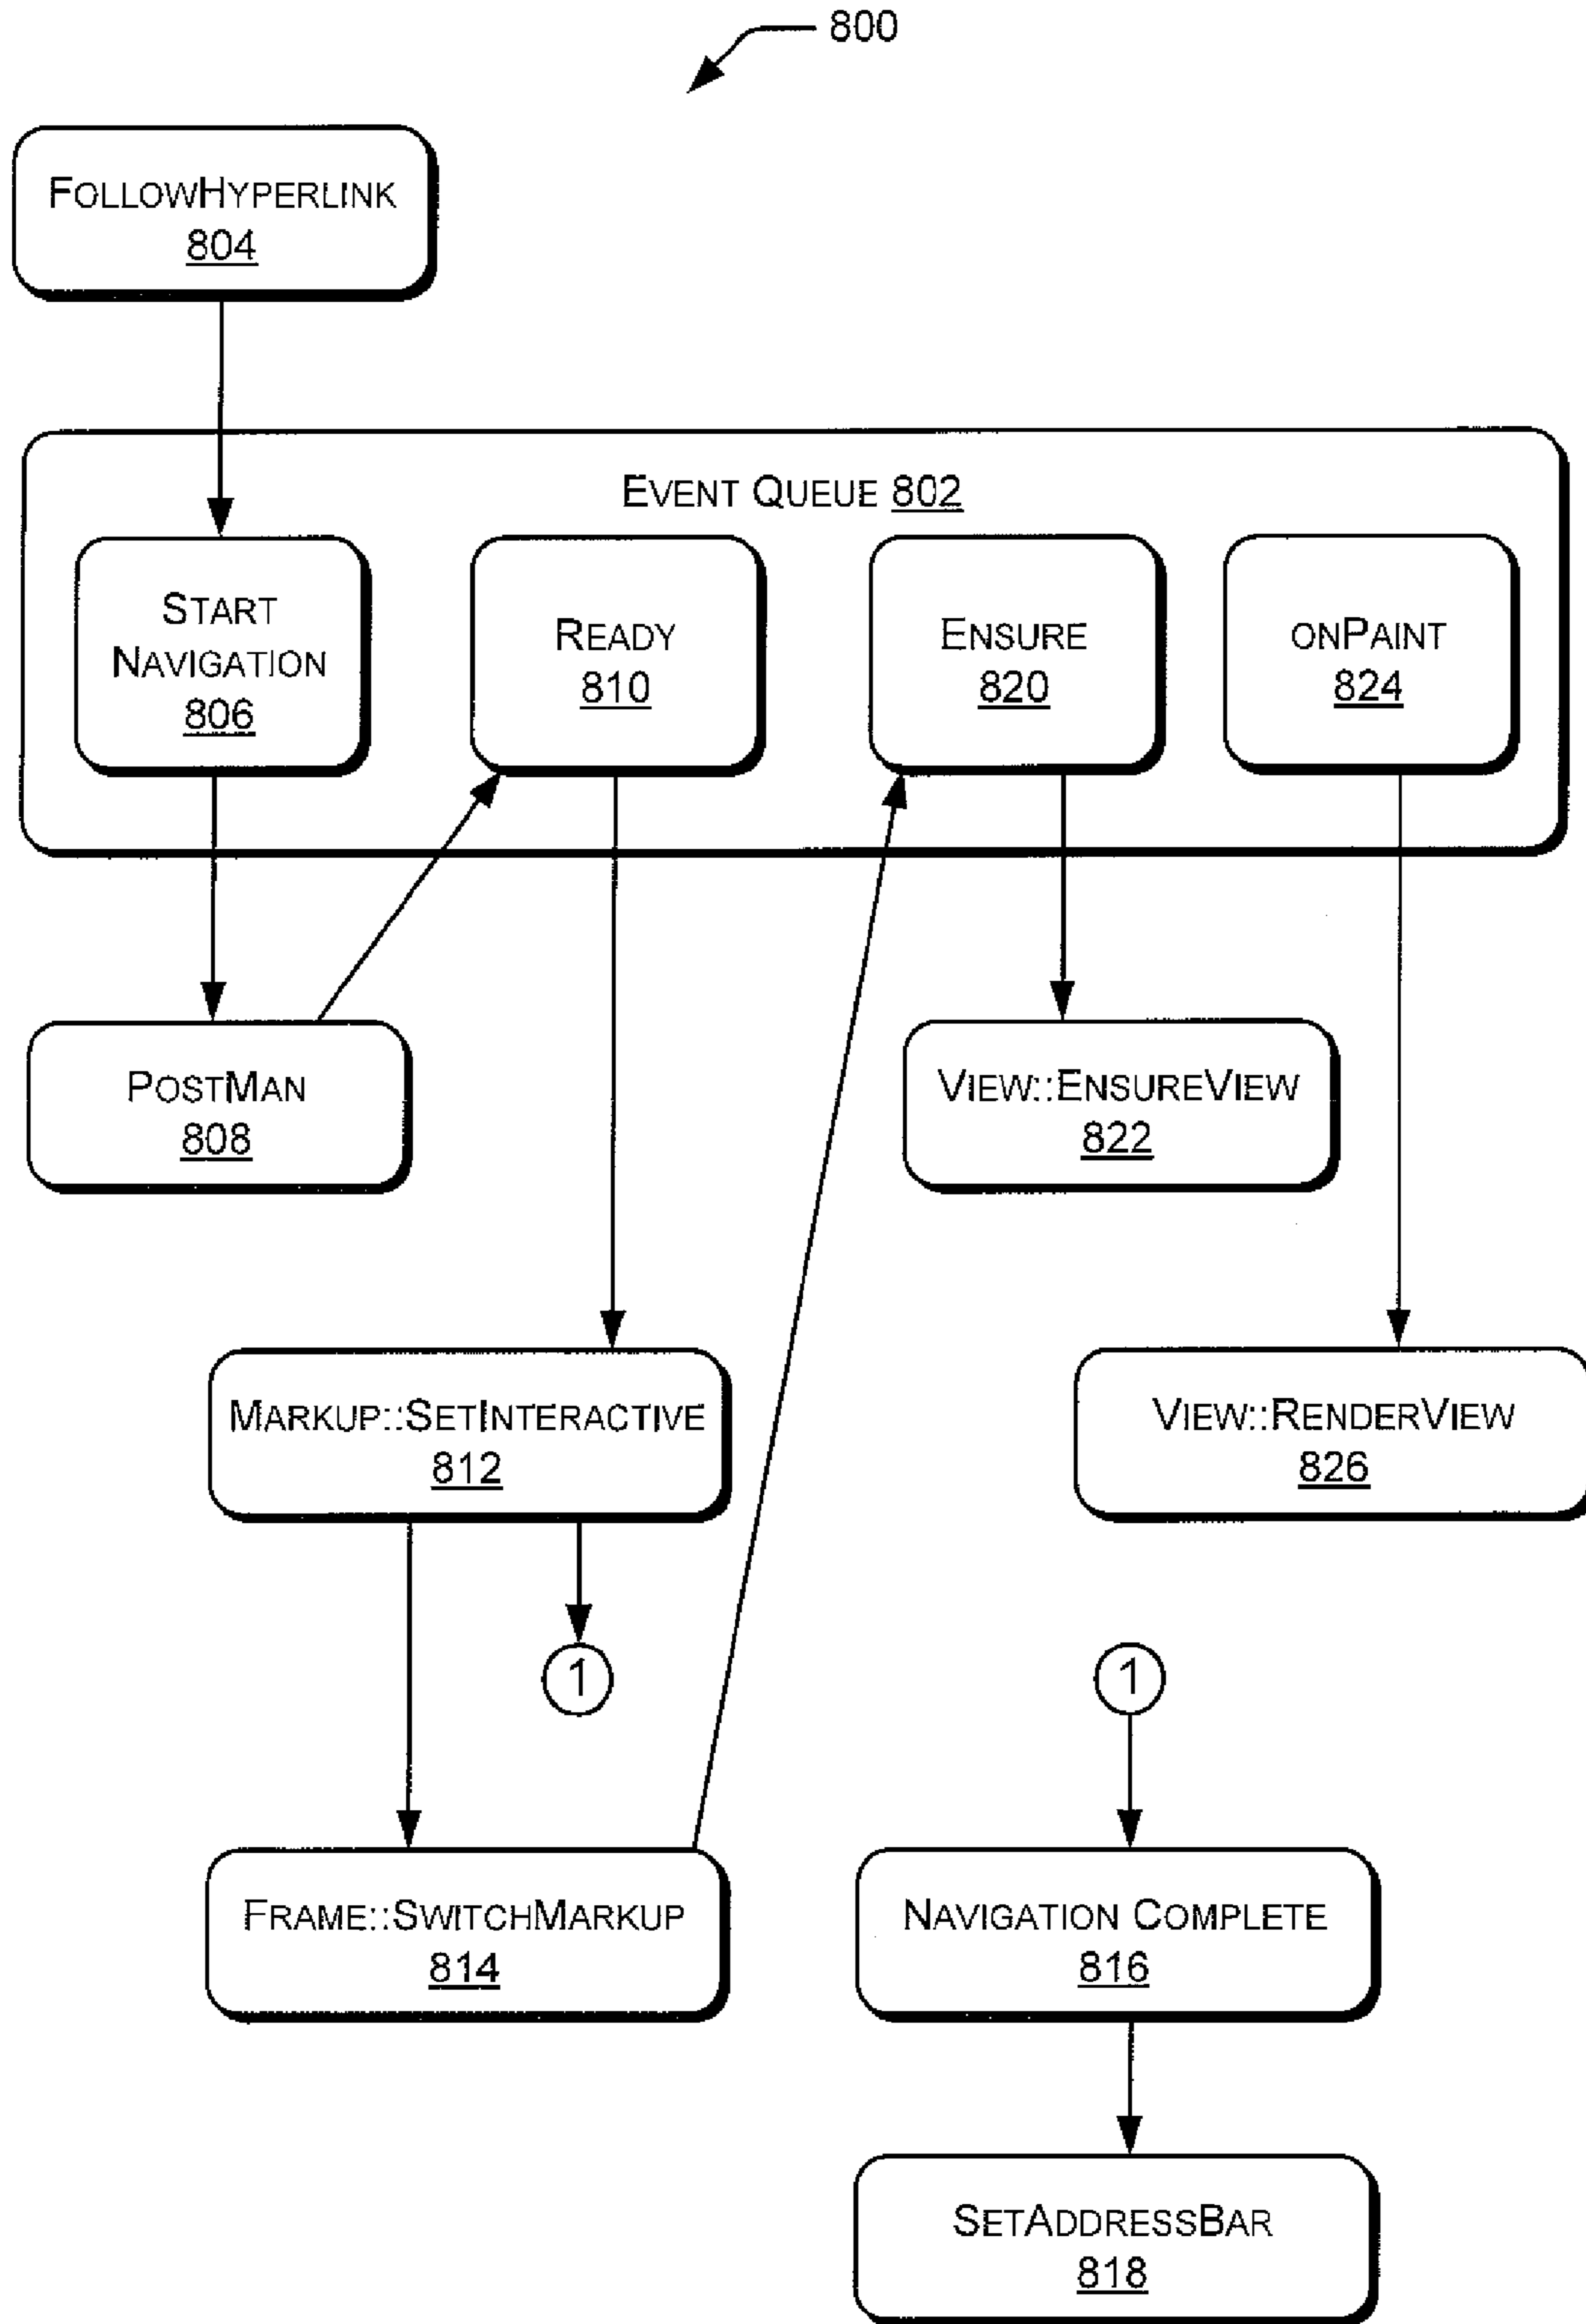 800
FOLLOWHYPERLINK
804
EVENT QUEUE 802
START
NAVIGATION
806
READY
810
ENSURE
820
ONPAINT
824
POSTMAN
808
VIEW::ENSUREVIEW
822
MARKUP::SETINTERACTIVE
812
VIEW::RENDERVIEW
826
1
1
FRAME::SWITCHMARKUP
814
NAVIGATION COMPLETE
816
SETADDRESSBAR
818